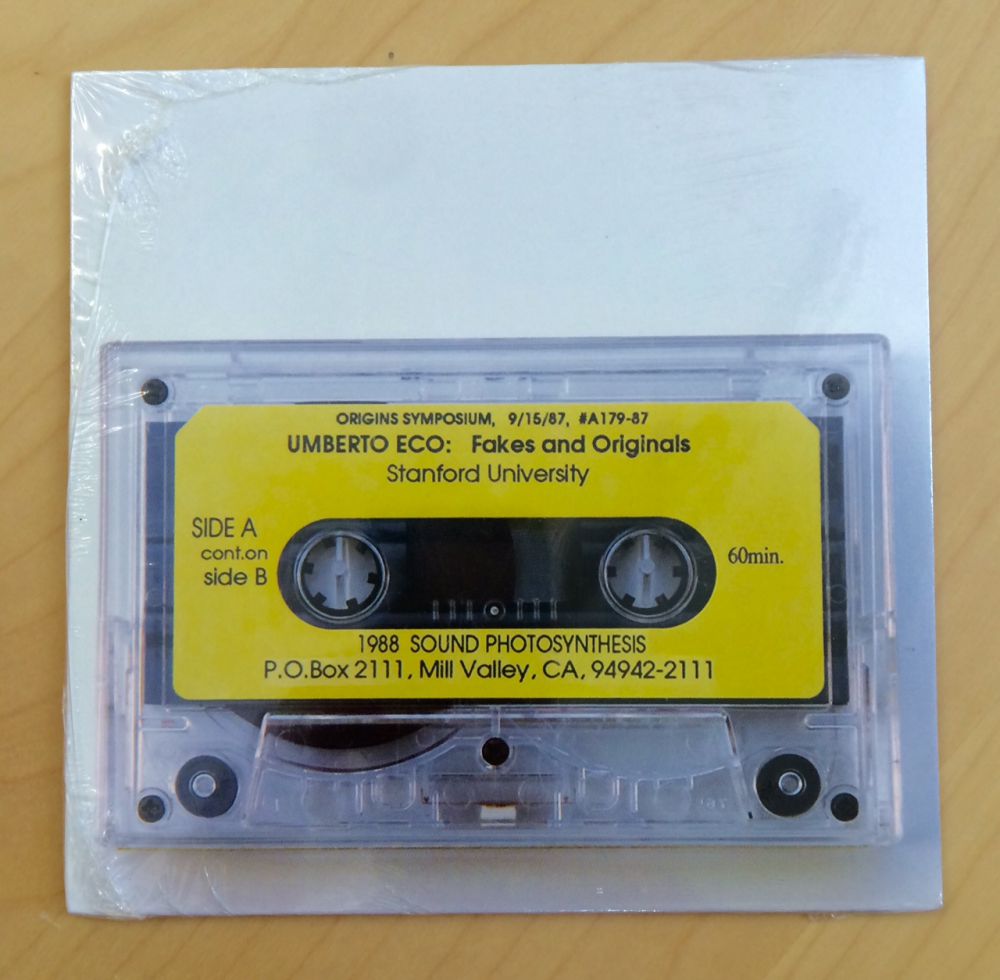 ORIGINS SYMPOSIUM, 9/15/87, #A179-87
UMBERTO ECO: Fakes and Originals
Stanford University
SIDE A
cont.on
side B
60min.
1988 SOUND PHOTOSYNTHESIS
P.O.Box 2111, Mill Valley, CA, 94942-2111